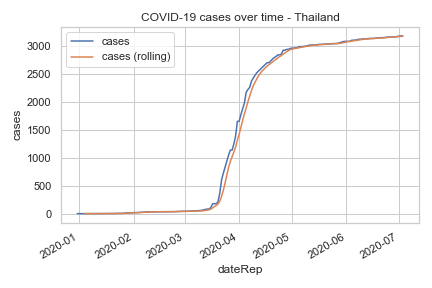 COVID-19 cases over time - Thailand
cases
cases (rolling)
3000
2500
2000
1500
1000
500
0
cases
2020-01
2020-02
2020-03
2020-04
2020-05
2020-06
2020-07
dateRep